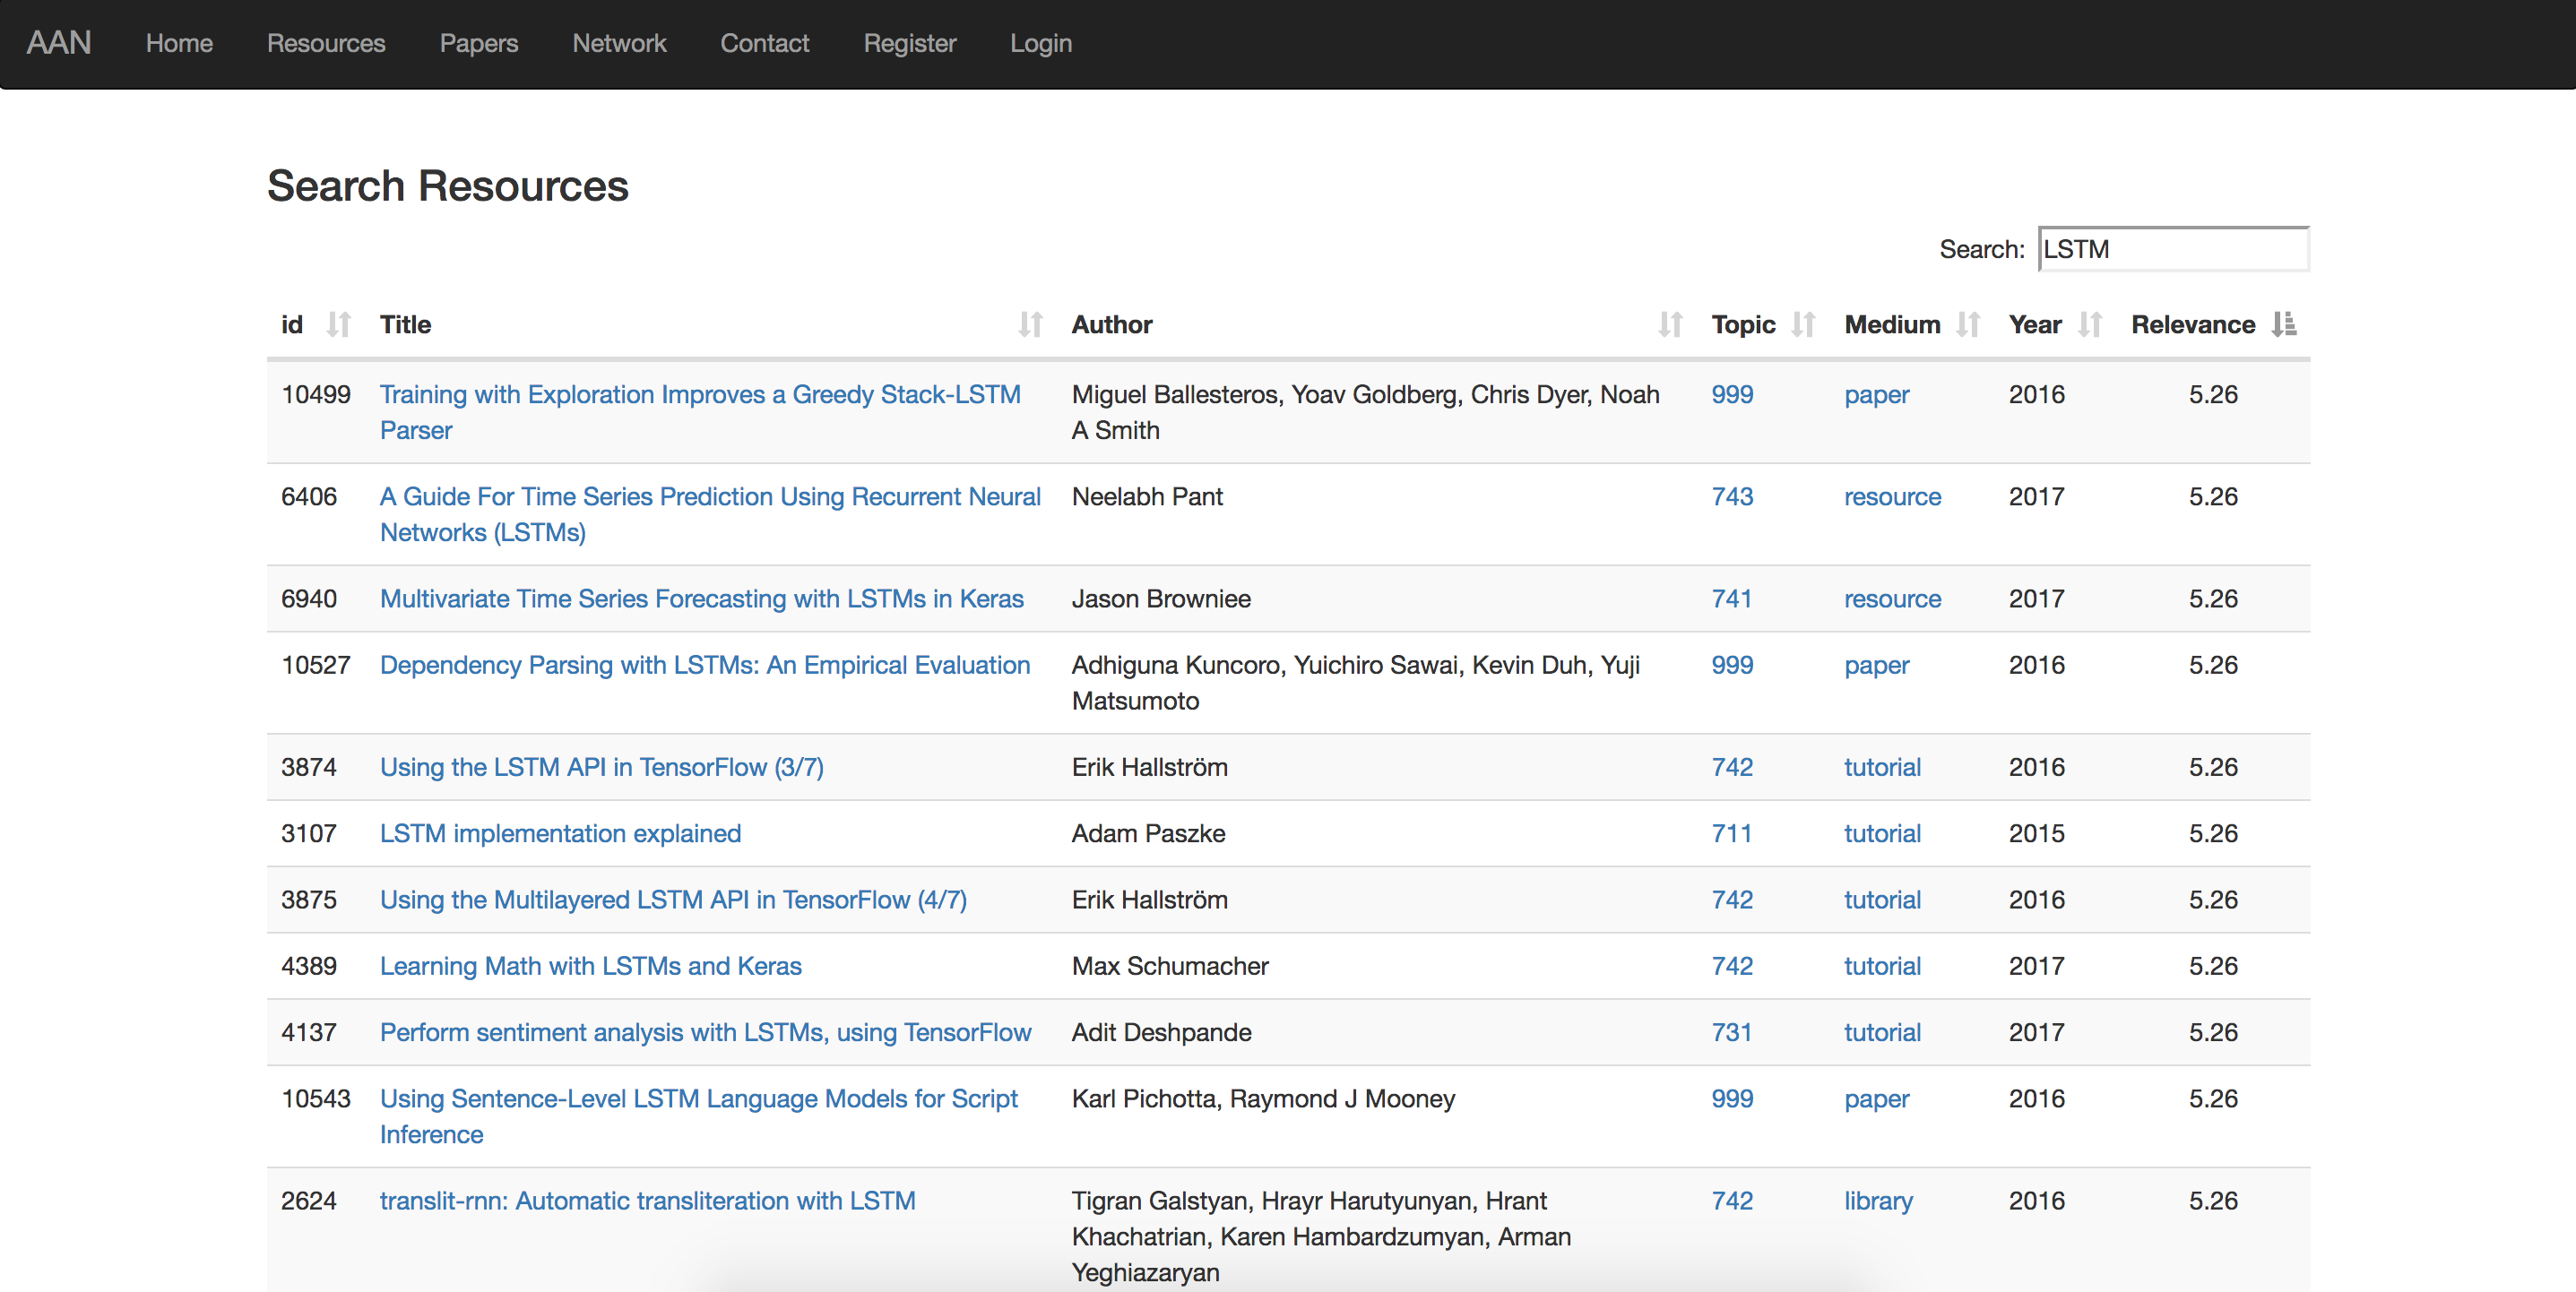 AAN Home Resources Papers Network Contact Register Login
Search Resources
Search: LSTM
id Title Author Topic Medium Year Relevance
10499 Training with Exploration Improves a Greedy Stack-LSTM Miguel Ballesteros, Yoav Goldberg, Chris Dyer, Noah 999 paper 2016 5.26
Parser A Smith
6406 A Guide For Time Series Prediction Using Recurrent Neural Neelabh Pant 743 resource 2017 5.26
Networks (LSTMs)
6940 Multivariate Time Series Forecasting with LSTMs in Keras Jason Browniee 741 resource 2017 5.26
10527 Dependency Parsing with LSTMs: An Empirical Evaluation Adhiguna Kuncoro, Yuichiro Sawai, Kevin Duh, Yuji 999 paper 2016 5.26
Matsumoto
3874 Using the LSTM API in TensorFlow (3/7) Erik Hallström 742 tutorial 2016 5.26
3107 LSTM implementation explained Adam Paszke 711 tutorial 2015 5.26
3875 Using the Multilayered LSTM API in TensorFlow (4/7) Erik Hallström 742 tutorial 2016 5.26
4389 Learning Math with LSTMs and Keras Max Schumacher 742 tutorial 2017 5.26
4137 Perform sentiment analysis with LSTMs, using TensorFlow Adit Deshpande 731 tutorial 2017 5.26
10543 Using Sentence-Level LSTM Language Models for Script Karl Pichotta, Raymond J Mooney 999 paper 2016 5.26
Inference
2624 translit-rnn: Automatic transliteration with LSTM Tigran Galstyan, Hrayr Harutyunyan, Hrant 742 library 2016 5.26
Khachatrian, Karen Hambardzumyan, Arman
Yeghiazaryan